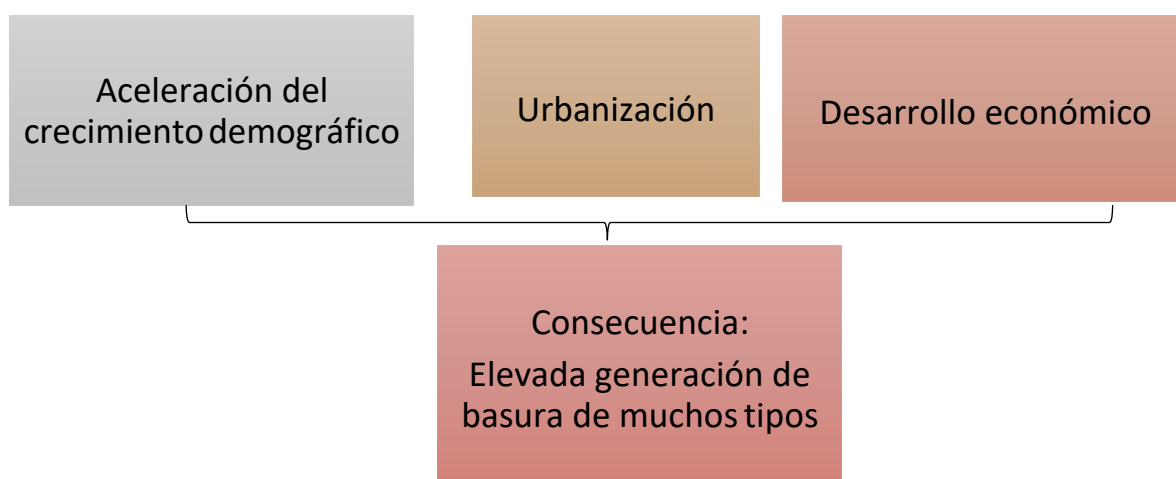 Aceleración del
crecimiento demográfico
Urbanización
Desarrollo económico
Consecuencia:
Elevada generación de
basura de muchos tipos